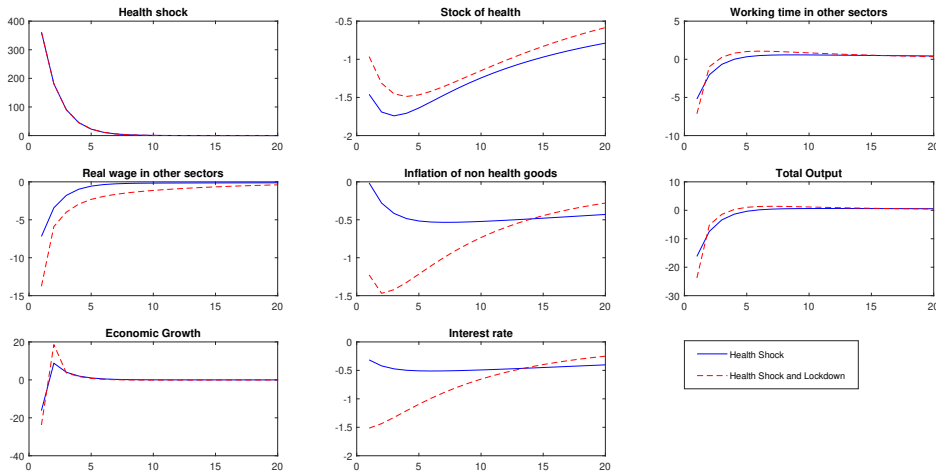 Health shock
400
300
200
100
0
0 5 10 15 20
Stock of health
-0.5
-1
-1.5
-2
0 5 10 15 20
Working time in other sectors
5
0
-5
-10
0 5 10 15 20
Real wage in other sectors
0
-5
-10
-15
0 5 10 15 20
Inflation of non health goods
0
-0.5
-1
-1.5
0 5 10 15 20
Total Output
10
0
-10
-20
-30
0 5 10 15 20
Economic Growth
20
0
-20
-40
0 5 10 15 20
Interest rate
0
-0.5
-1
-1.5
-2
0 5 10 15 20
Health Shock
Health Shock and Lockdown